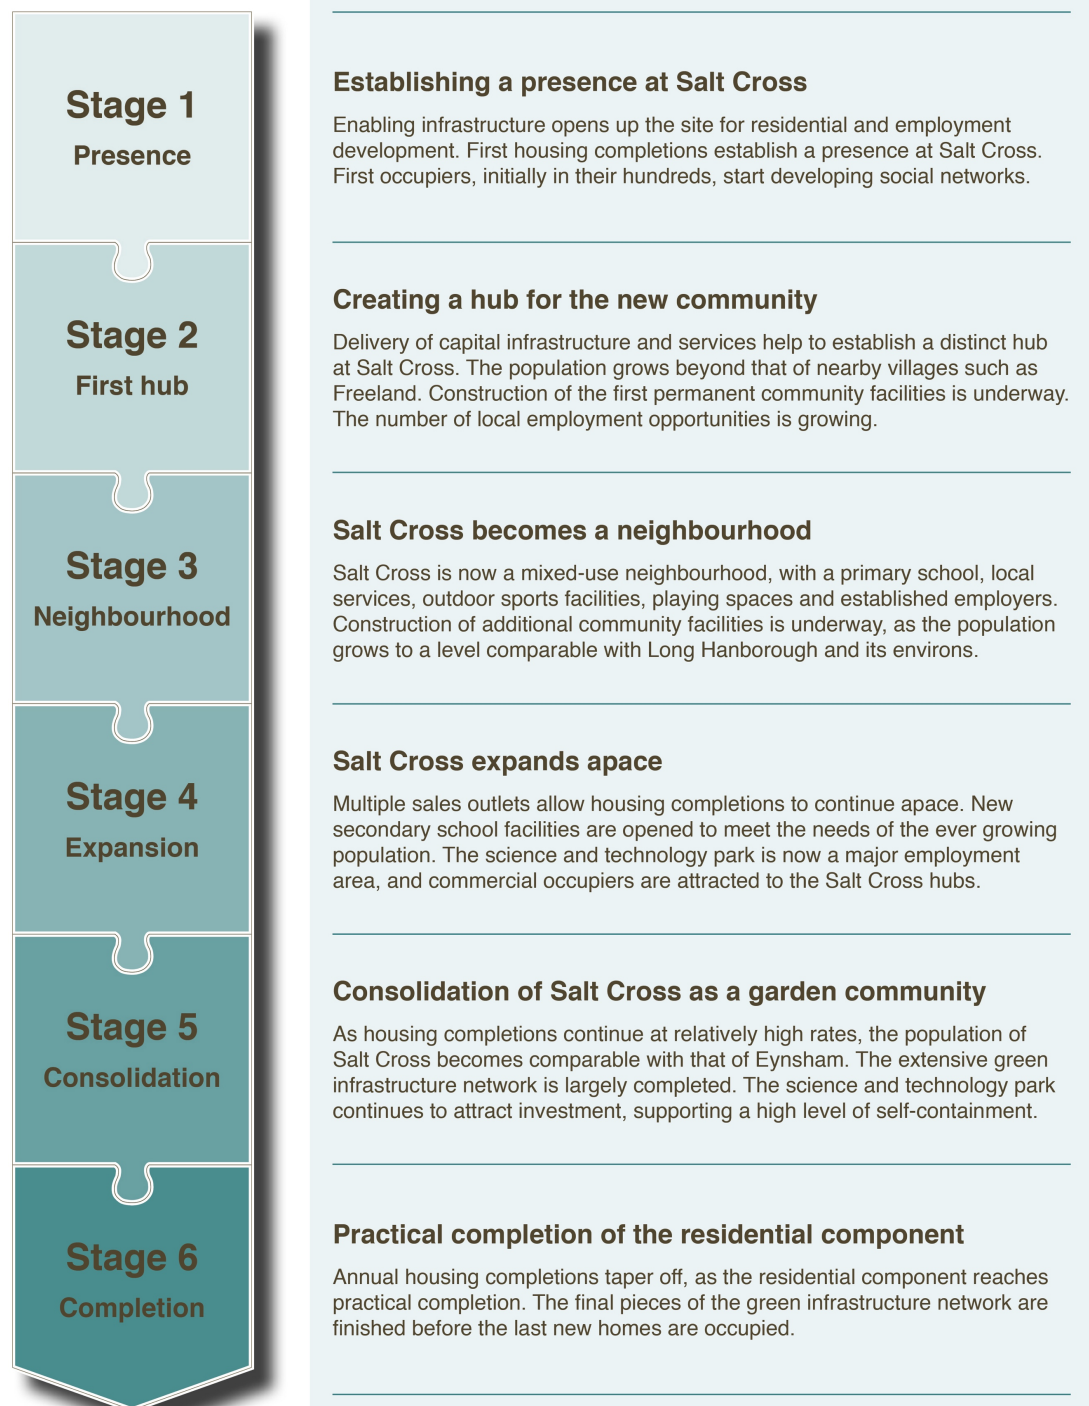 Stage 1
Presence
Establishing a presence at Salt Cross
Enabling infrastructure opens up the site for residential and employment
development. First housing completions establish a presence at Salt Cross.
First occupiers, initially in their hundreds, start developing social networks.
Stage 2
First hub
Creating a hub for the new community
Delivery of capital infrastructure and services help to establish a distinct hub
at Salt Cross. The population grows beyond that of nearby villages such as
Freeland. Construction of the first permanent community facilities is underway.
The number of local employment opportunities is growing.
Stage 3
Neighbourhood
Salt Cross becomes a neighbourhood
Salt Cross is now a mixed-use neighbourhood, with a primary school, local
services, outdoor sports facilities, playing spaces and established employers.
Construction of additional community facilities is underway, as the population
grows to a level comparable with Long Hanborough and its environs.
Stage 4
Expansion
Salt Cross expands apace
Multiple sales outlets allow housing completions to continue apace. New
secondary school facilities are opened to meet the needs of the ever growing
population. The science and technology park is now a major employment
area, and commercial occupiers are attracted to the Salt Cross hubs.
Stage 5
Consolidation
Consolidation of Salt Cross as a garden community
As housing completions continue at relatively high rates, the population of
Salt Cross becomes comparable with that of Eynsham. The extensive green
infrastructure network is largely completed. The science and technology park
continues to attract investment, supporting a high level of self-containment.
Stage 6
Completion
Practical completion of the residential component
Annual housing completions taper off, as the residential component reaches
practical completion. The final pieces of the green infrastructure network are
finished before the last new homes are occupied.